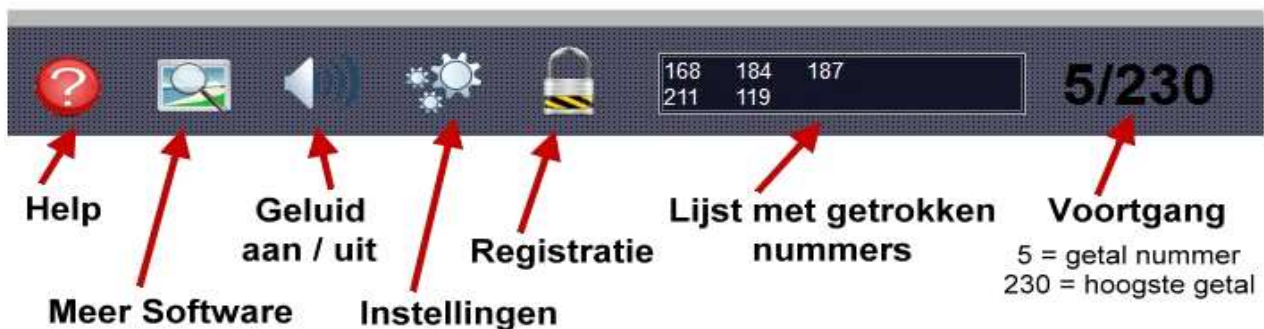 ?
168 184 187
211 119
5/230
Help
Geluid
aan / uit
Lijst met getrokken
nummers
Voortgang
5 = getal nummer
230 = hoogste getal
Registratie
Meer Software
Instellingen